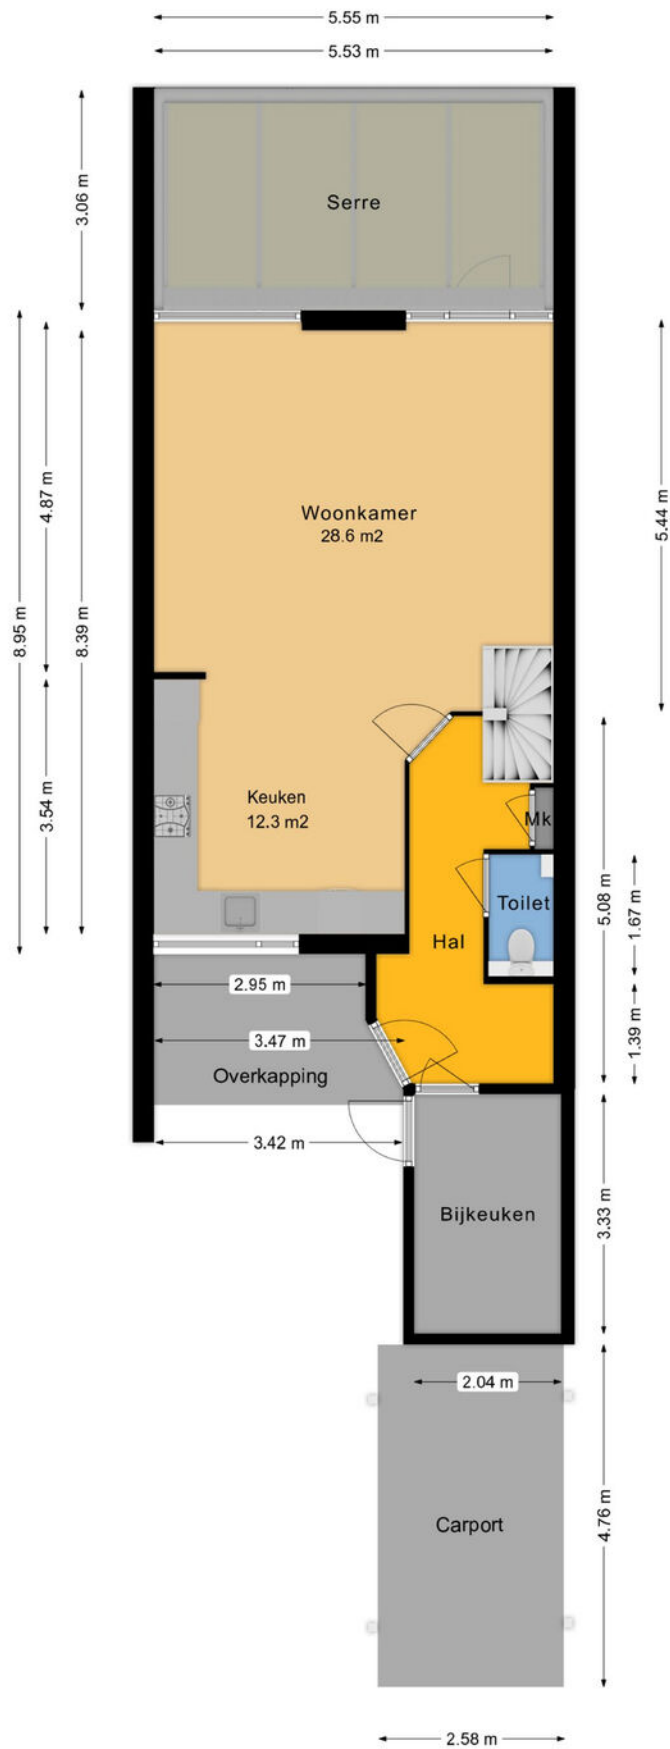 5.55 m
5.53 m
3.06 m
Serre
8.95 m
4.87 m
8.39 m
5.44 m
Woonkamer
28.6 m2
3.54 m
Keuken
12.3 m2
Mk
Toilet
Hal
5.08 m
1.67 m
2.95 m
3.47 m
1.39 m
Overkapping
3.42 m
Bijkeuken
3.33 m
2.04 m
Carport
4.76 m
2.58 m